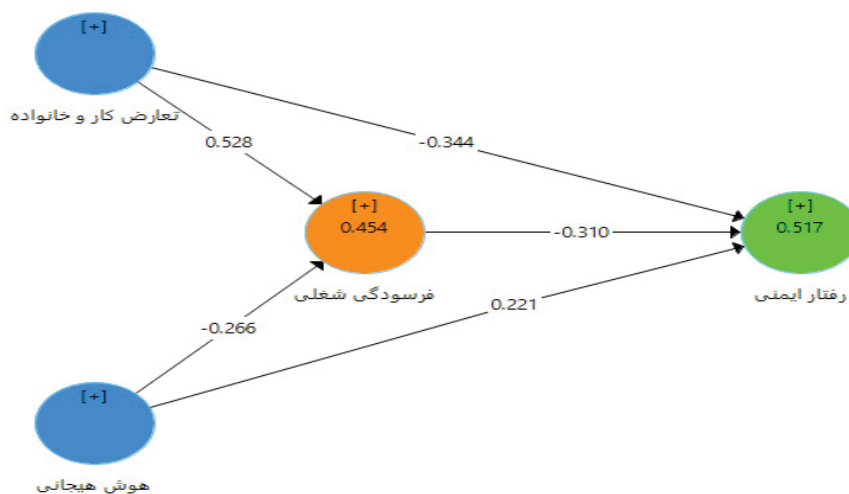 [+]
تعارض کار و خانواده
-0.344
0.528
[+]
0.454
فرسودگی شغلی
-0.310
[+]
0.517
رفتار ایمنی
-0.266
0.221
[+]
هوش هیجانی